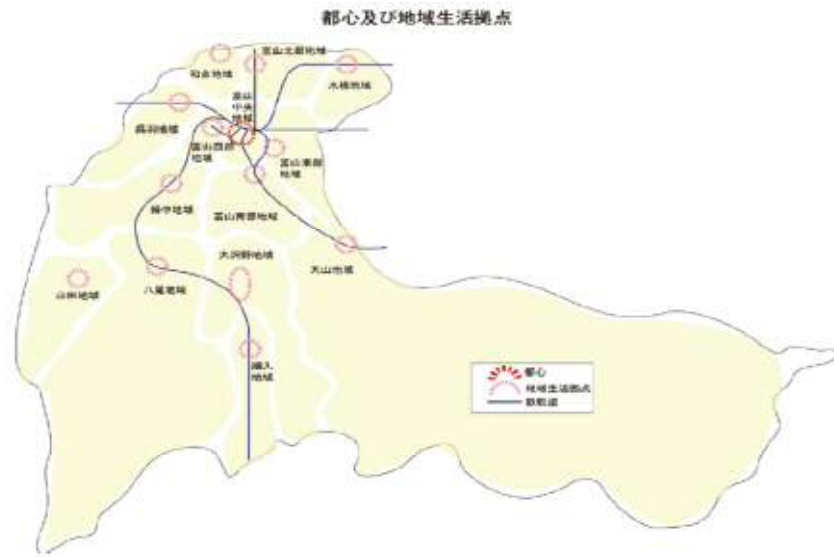 都心及び地域生活拠点
富山北部地域
和合地域
水橋地域
富山
中央
地域
呉羽地域
富山西部
地域
富山東部
地域
婦中地域
富山南部地域
大沢野地域
大山地域
山田地域
八尾地域
細入
地域
都心
地域生活拠点